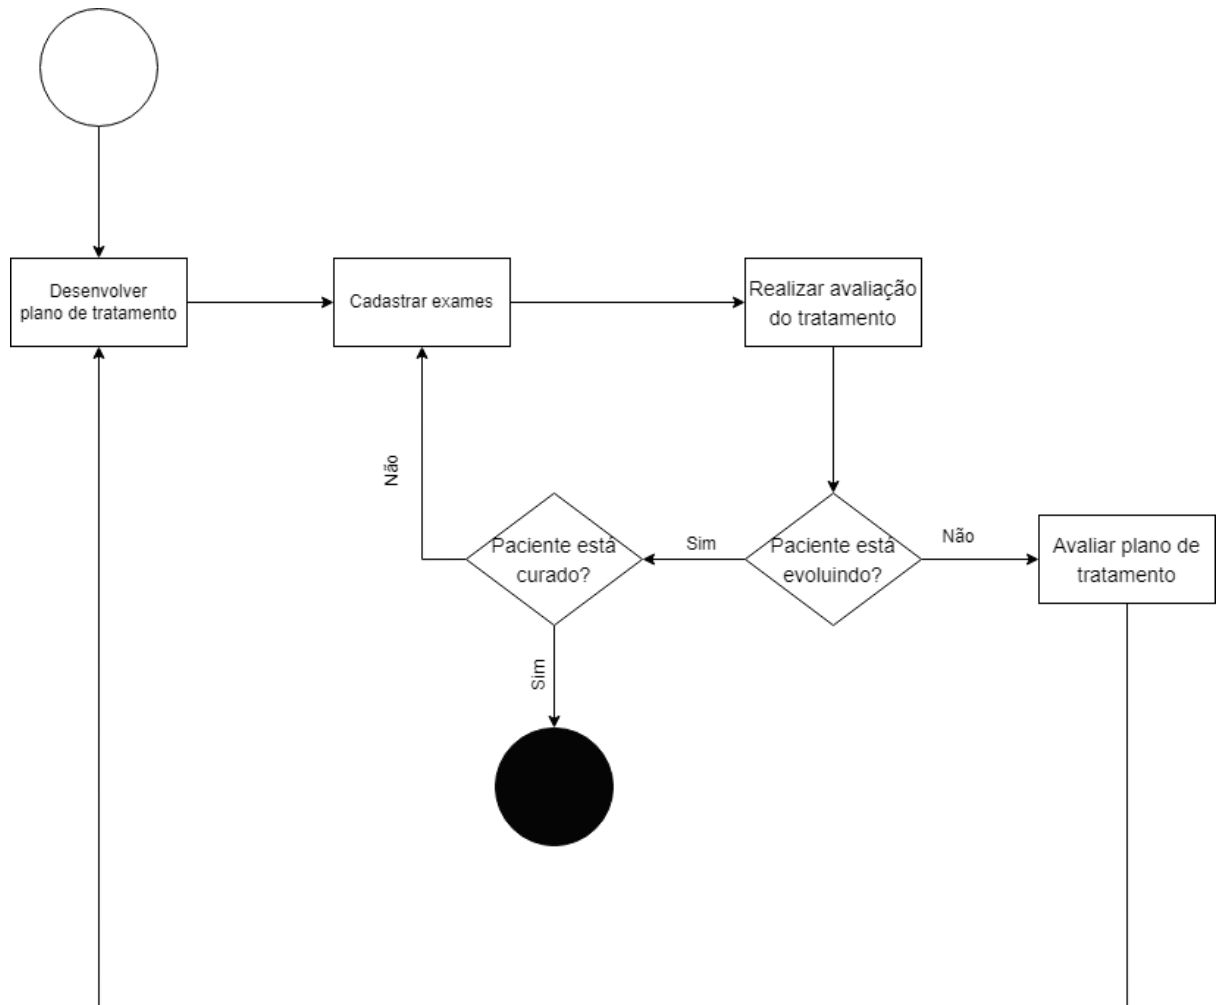 Desenvolver
plano de tratamento
Cadastrar exames
Realizar avaliação
do tratamento
Não
Paciente está
curado?
Sim
Paciente está
evoluindo?
Não
Avaliar plano de
tratamento
Sim